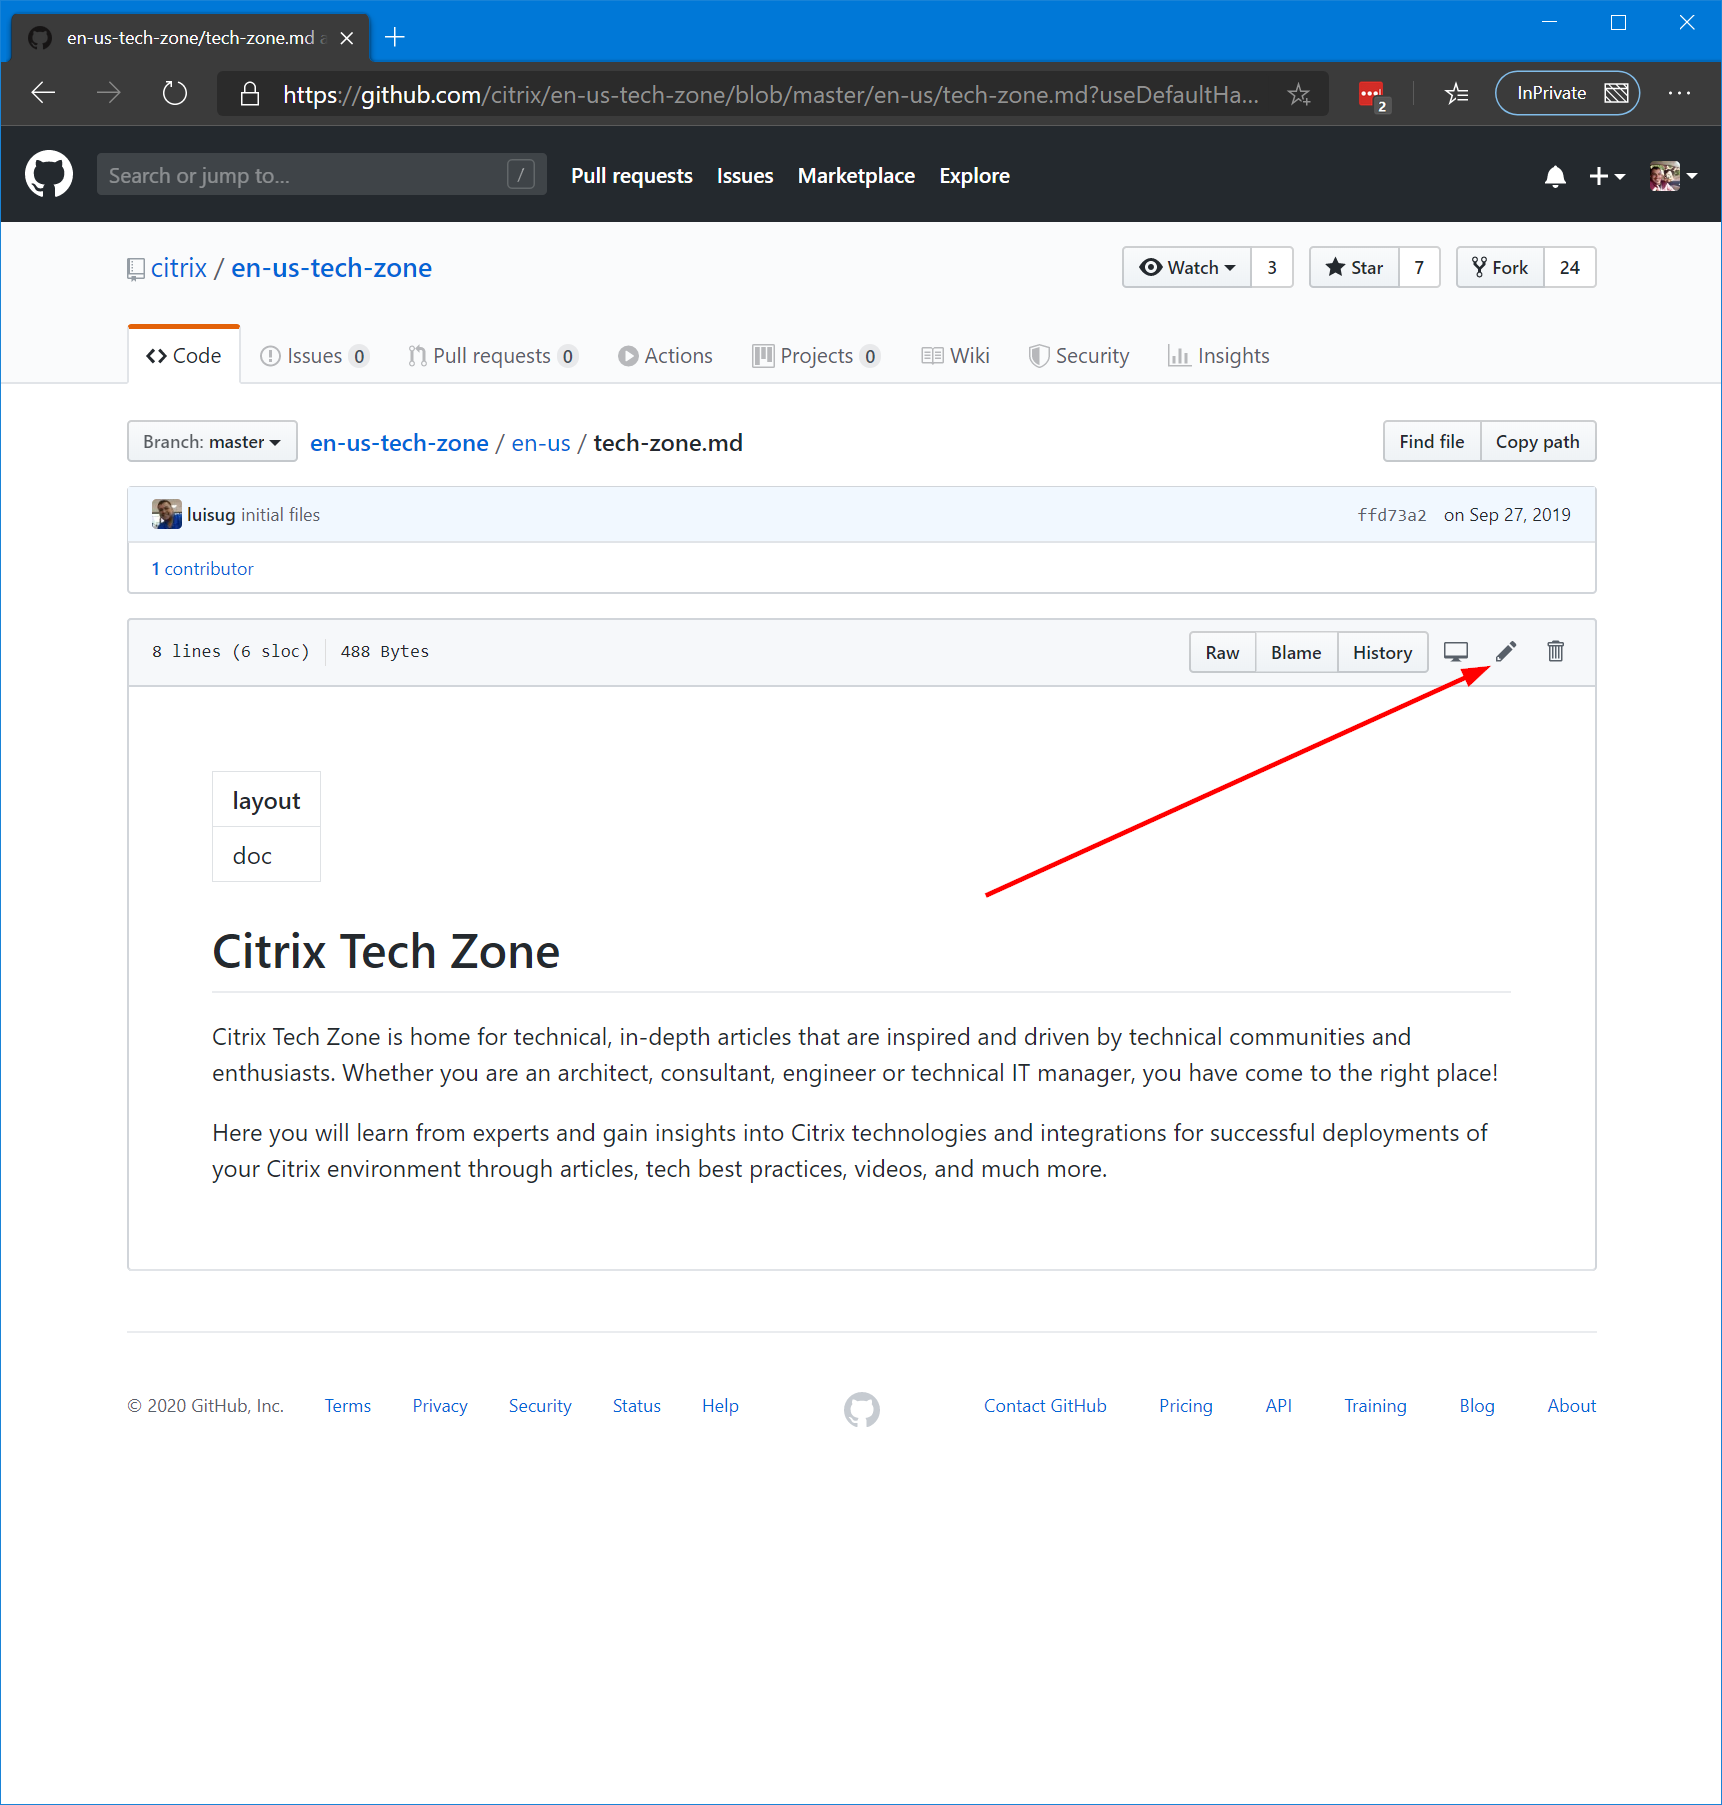 en-us-tech-zone/tech-zone.md
https://github.com/citrix/en-us-tech-zone/blob/master/en-us/tech-zone.md?useDefaultHa...
2
InPrivate
Search or jump to... /
Pull requests Issues Marketplace Explore
citrix / en-us-tech-zone
Watch 3 Star 7 Fork 24
Code Issues 0 Pull requests 0 Actions Projects 0 Wiki Security Insights
Branch: master en-us-tech-zone / en-us / tech-zone.md Find file Copy path
luisug initial files ffd73a2 on Sep 27, 2019
1 contributor
8 lines (6 sloc) 488 Bytes Raw Blame History
layout
doc
Citrix Tech Zone
Citrix Tech Zone is home for technical, in-depth articles that are inspired and driven by technical communities and
enthusiasts. Whether you are an architect, consultant, engineer or technical IT manager, you have come to the right place!
Here you will learn from experts and gain insights into Citrix technologies and integrations for successful deployments of
your Citrix environment through articles, tech best practices, videos, and much more.
© 2020 GitHub, Inc. Terms Privacy Security Status Help Contact GitHub Pricing API Training Blog About